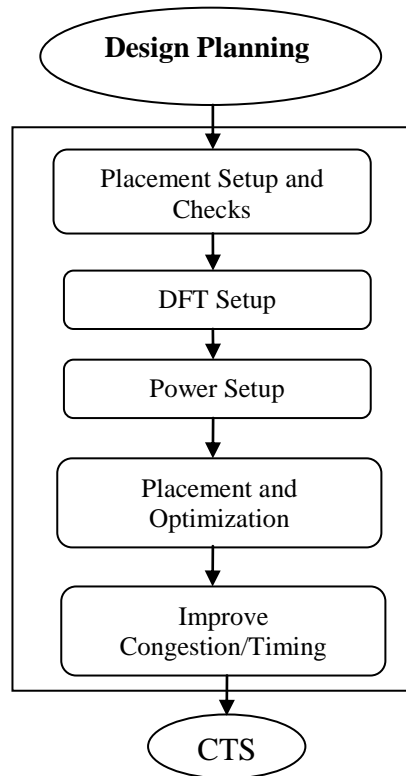 Design Planning
Placement Setup and
Checks
DFT Setup
Power Setup
Placement and
Optimization
Improve
Congestion/Timing
CTS